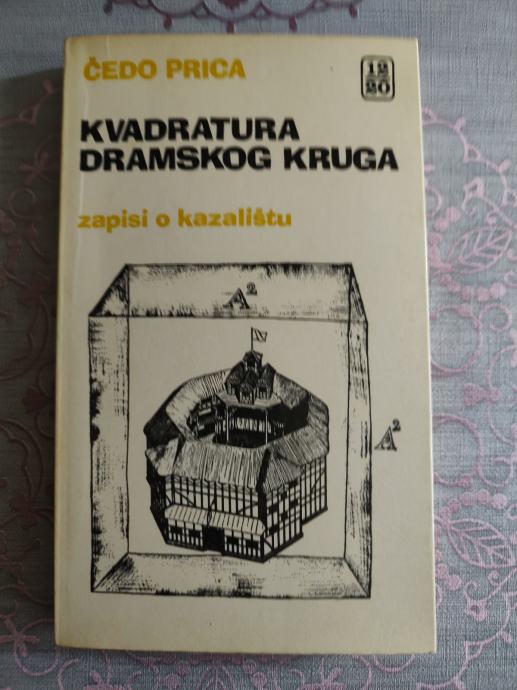 ČEDO PRICA
12
20
KVADRATURA
DRAMSKOG KRUGA
zapisi o kazalištu
A²
A²